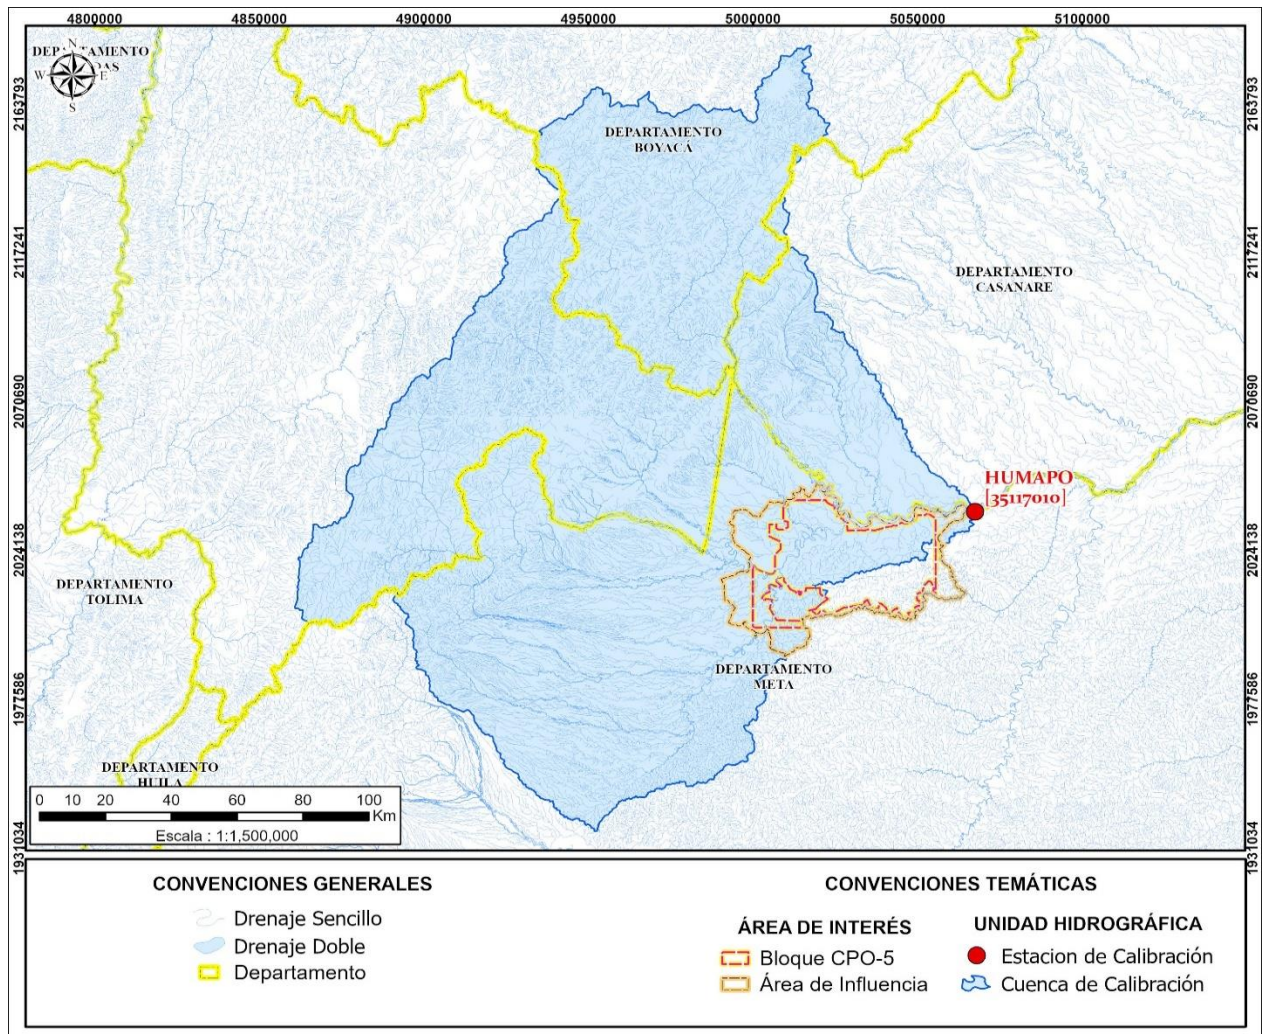 4800000
4850000
4900000
4950000
5000000
5050000
5100000
2163793
2117241
2070690
2024138
1977586
1931034
2163793
2117241
2070690
2024138
1977586
1931034
DEPARTAMENTO
N
W
E
S
DEPARTAMENTO
BOYACÁ
DEPARTAMENTO
CASANARE
HUMAPO
[35117010]
DEPARTAMENTO
TOLIMA
DEPARTAMENTO
META
DEPARTAMENTO
HUILA
0 10 20 40 60 80 100
Km
Escala : 1:1,500,000
CONVENCIONES GENERALES
Drenaje Sencillo
Drenaje Doble
Departamento
CONVENCIONES TEMÁTICAS
ÁREA DE INTERÉS
Bloque CPO-5
Área de Influencia
UNIDAD HIDROGRÁFICA
Estacion de Calibración
Cuenca de Calibración